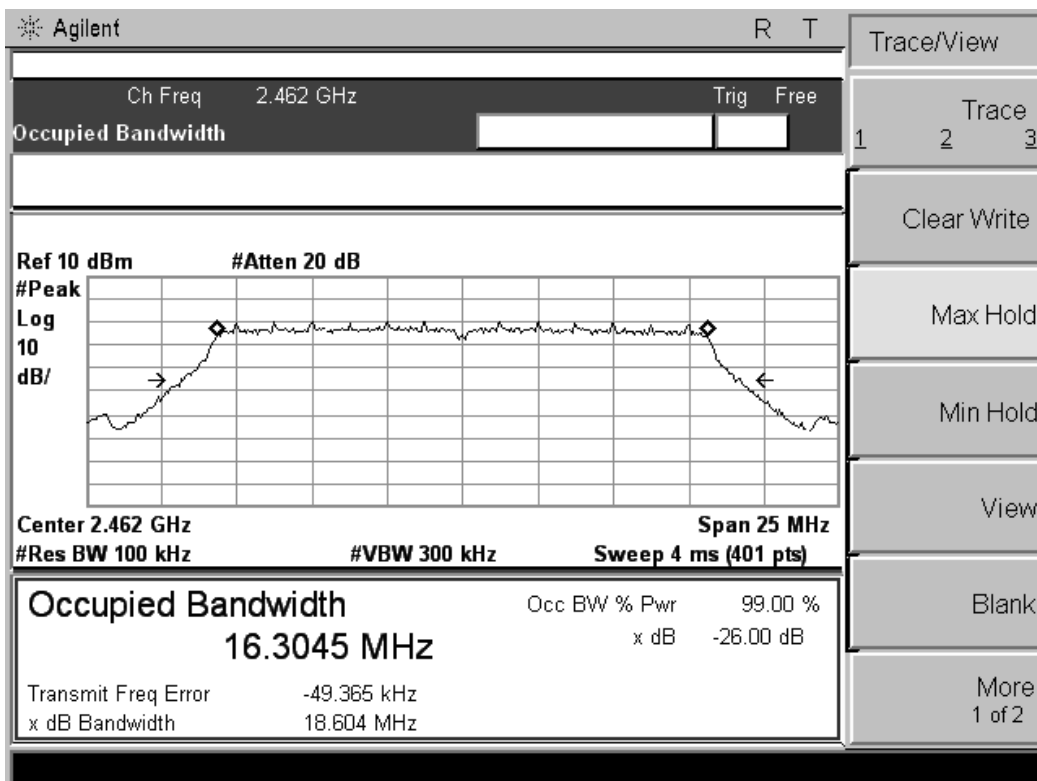 Agilent R T
Trace/View
Ch Freq 2.462 GHz Trig Free
Occupied Bandwidth
Trace
1 2 3
Clear Write
Ref 10 dBm #Atten 20 dB
#Peak
Log
10
dB/
Max Hold
Min Hold
View
Center 2.462 GHz Span 25 MHz
#Res BW 100 kHz #VBW 300 kHz Sweep 4 ms (401 pts)
Occupied Bandwidth Occ BW % Pwr 99.00 %
16.3045 MHz x dB -26.00 dB
Blank
Transmit Freq Error -49.365 kHz
x dB Bandwidth 18.604 MHz
More
1 of 2